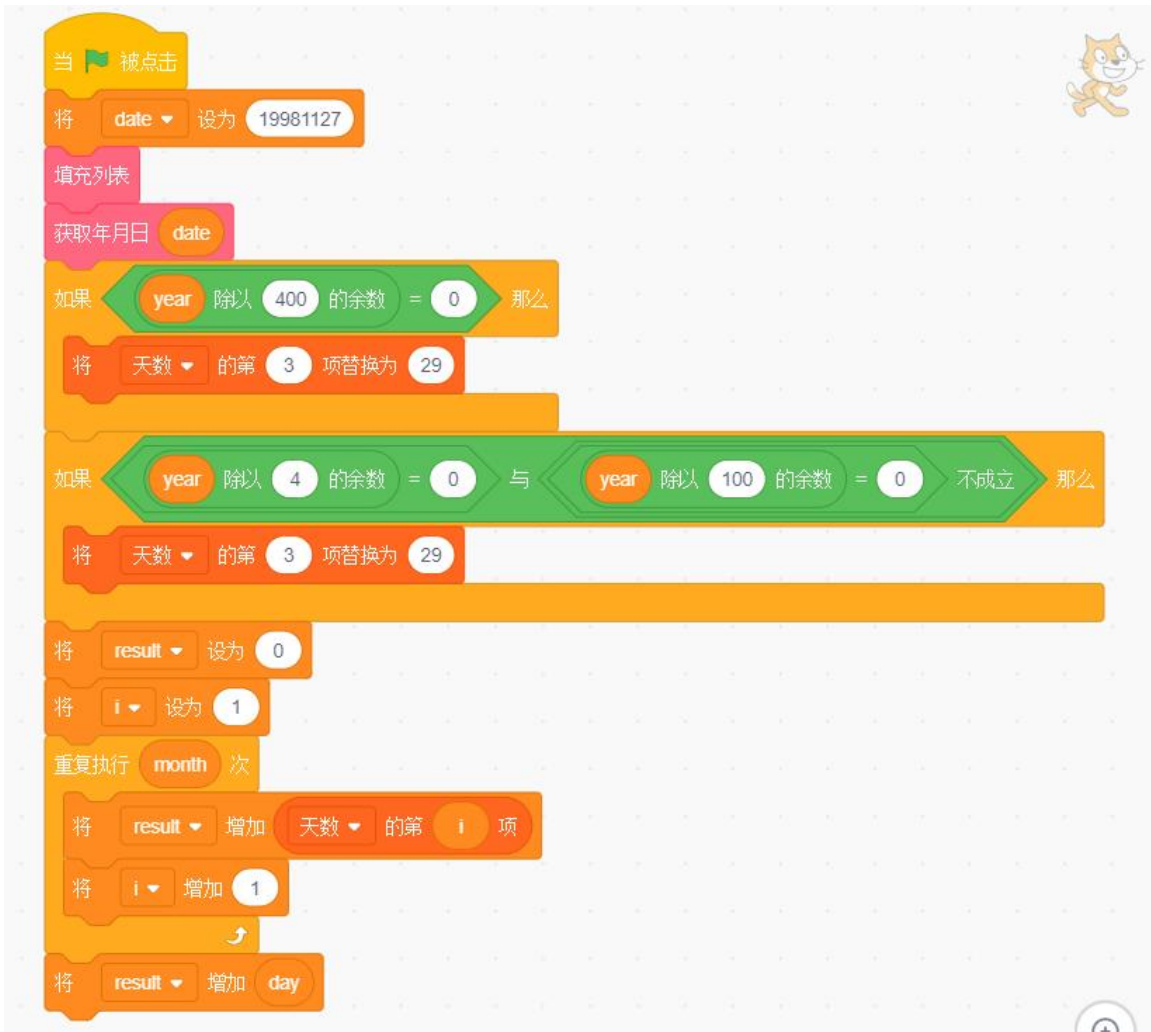 当 被点击
将 date 设为 19981127
填充列表
获取年月日 date
如果 year 除以 400 的余数 = 0 那么
将 天数 的第 3 项替换为 29
如果 year 除以 4 的余数 = 0 与 year 除以 100 的余数 = 0 不成立 那么
将 天数 的第 3 项替换为 29
将 result 设为 0
将 i 设为 1
重复执行 month 次
将 result 增加 天数 的第 i 项
将 i 增加 1
将 result 增加 day